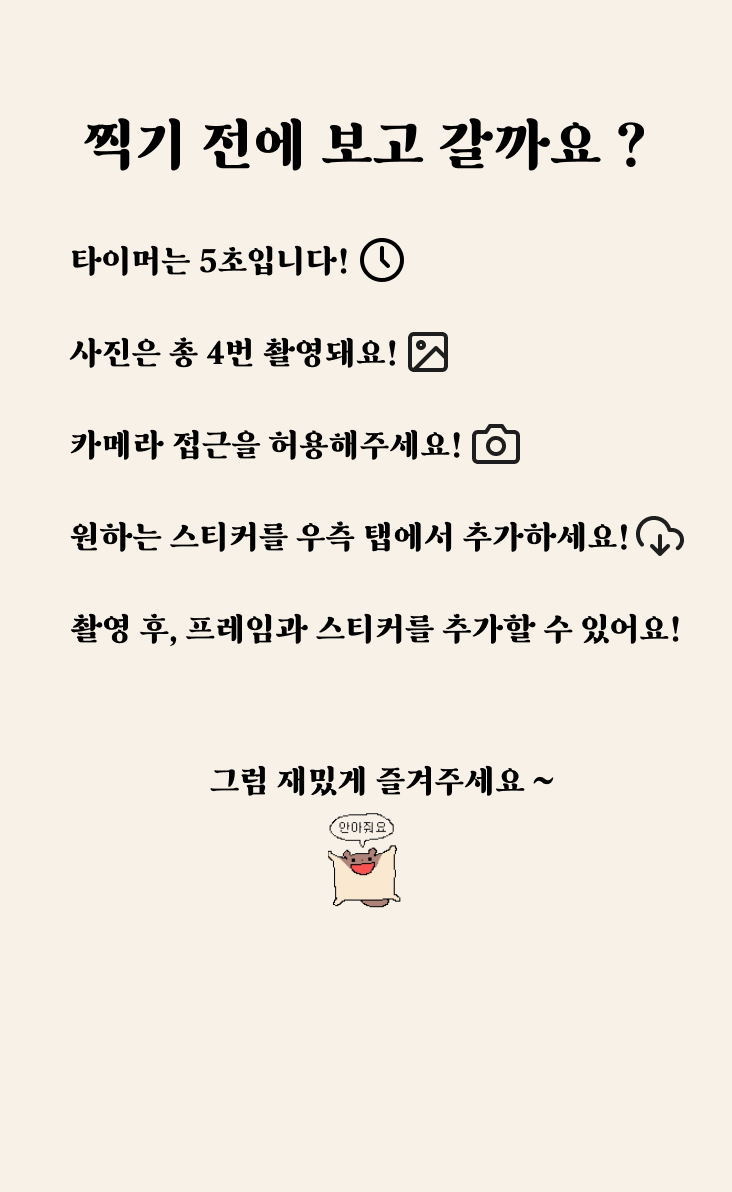 찍기 전에 보고 갈까요 ?
타이머는 5초입니다!
사진은 총 4번 촬영돼요!
카메라 접근을 허용해주세요!
원하는 스티커를 우측 탭에서 추가하세요!
촬영 후, 프레임과 스티커를 추가할 수 있어요!
그럼 재밌게 즐겨주세요 ~
안아줘요